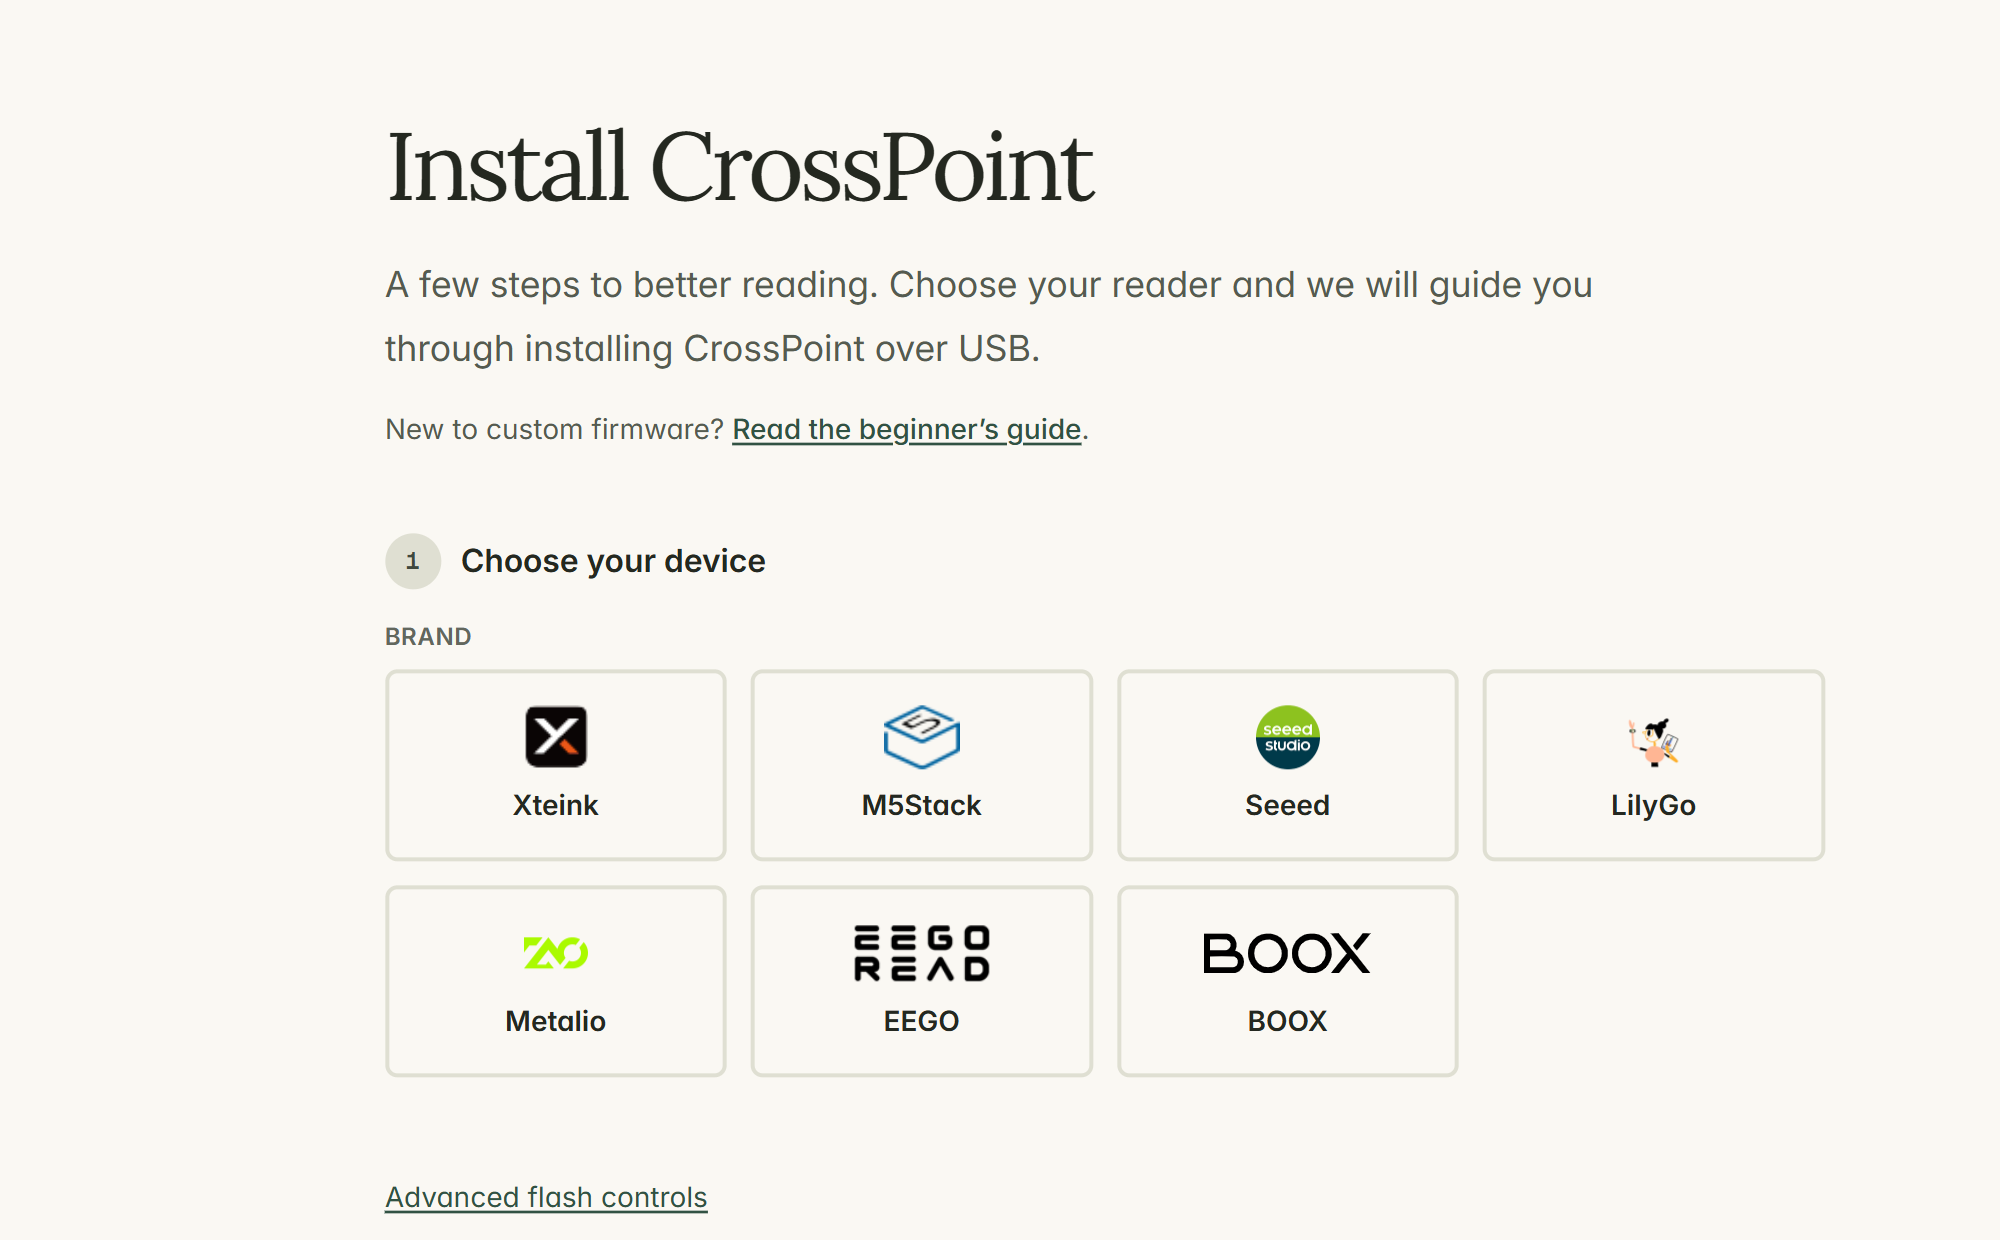 Install CrossPoint
A few steps to better reading. Choose your reader and we will guide you
through installing CrossPoint over USB.
New to custom firmware? Read the beginner’s guide.
1 Choose your device
BRAND
Xteink
5
M5Stack
seeed
studio
Seeed
LilyGo
ZAO
Metalio
EEGO
READ
EEGO
BOOX
BOOX
Advanced flash controls